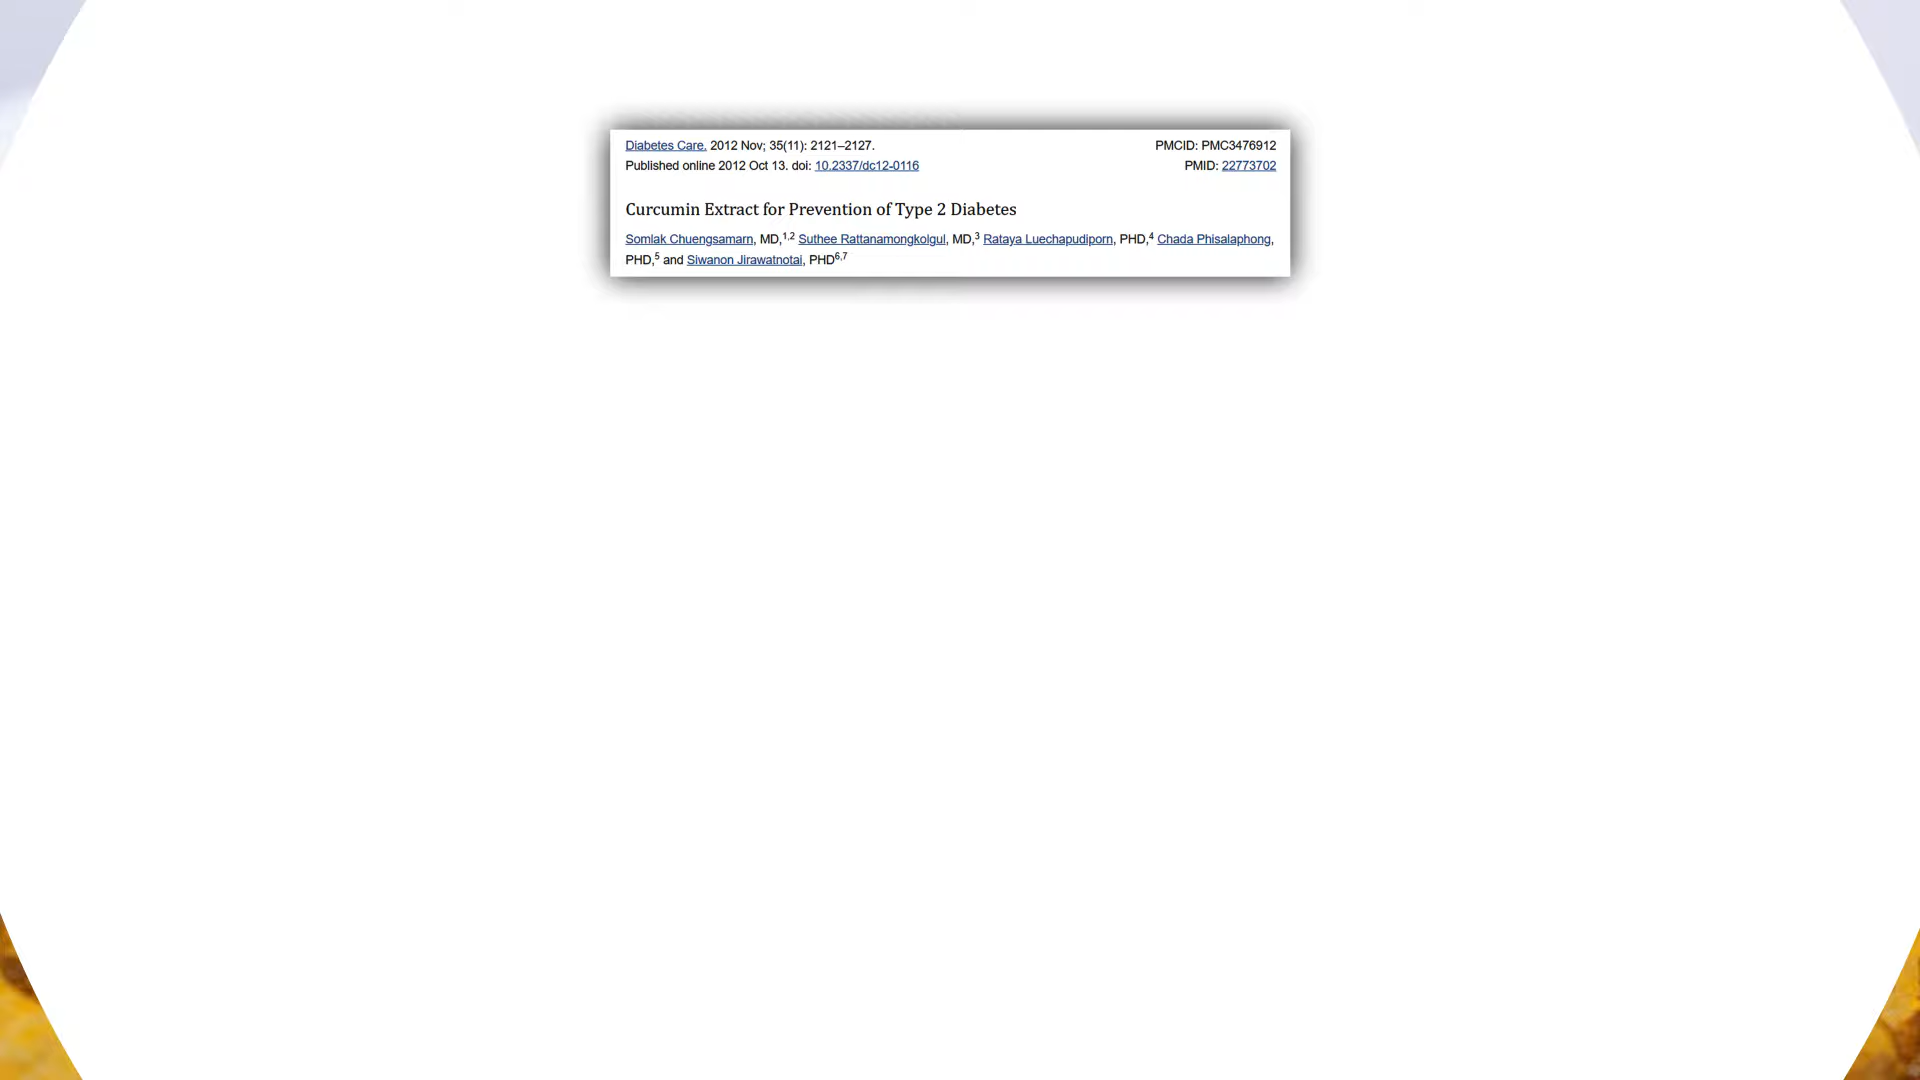 Diabetes Care. 2012 Nov; 35(11): 2121–2127. PMCID: PMC3476912
Published online 2012 Oct 13. doi: 10.2337/dc12-0116 PMID: 22773702
Curcumin Extract for Prevention of Type 2 Diabetes
Somlak Chuengsamarn, MD,1,2 Suthee Rattanamongkolgul, MD,3 Rataya Luechapudiporn, PHD,4 Chada Phisalaphong,
PHD,5 and Siwanon Jirawatnotai, PHD6,7